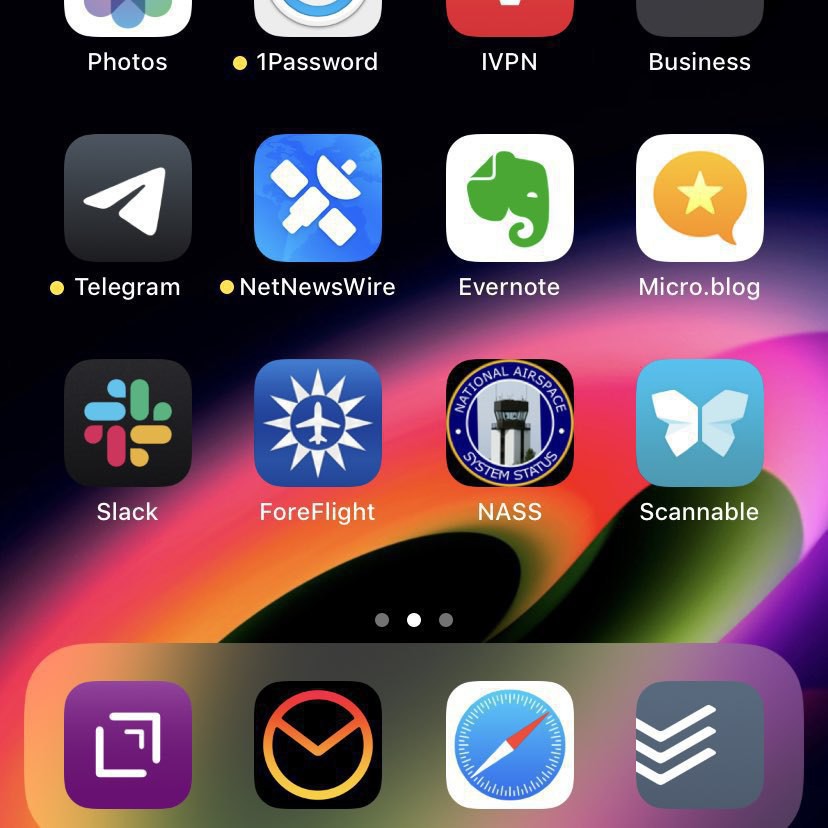 Photos
1Password
IVPN
Business
Telegram
NetNewsWire
Evernote
Micro.blog
NATIONAL AIRSPACE
SYSTEM STATUS
Slack
ForeFlight
NASS
Scannable